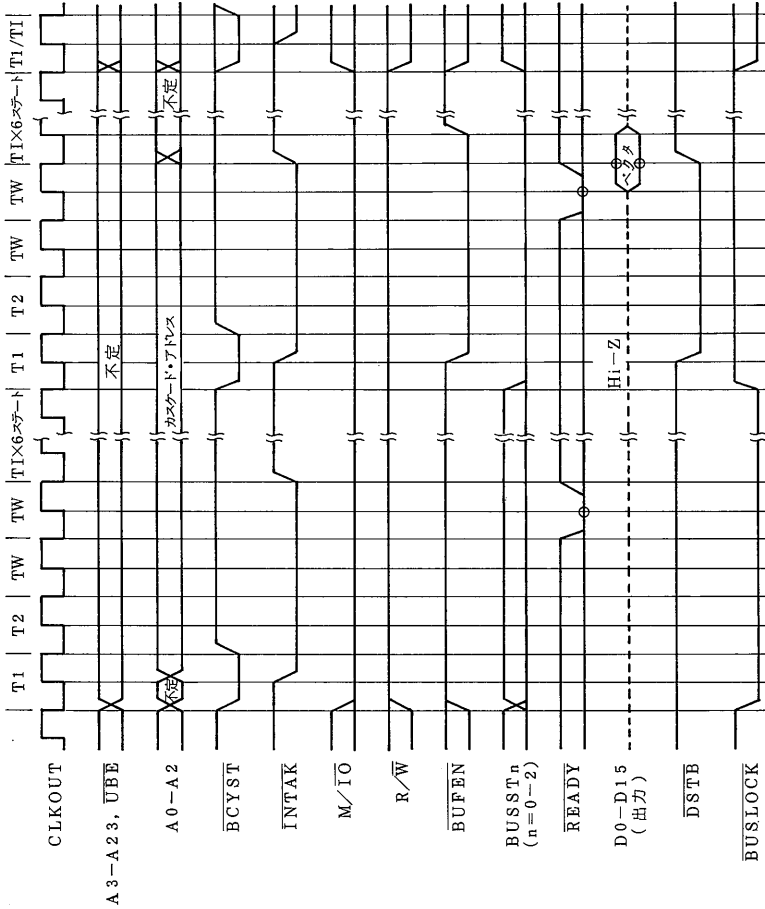 T1 T2 TW TW TI×6ステート T1 T2 TW TW TI×6ステート T1/TI
CLKOUT
A3-A23, UBE
不定
A0-A2
不定
カスケード・アドレス
不定
BCYST
INTAK
M/IO
R/W
BUFEN
BUSSTn
(n=0-2)
READY
D0-D15
(出力)
Hi-Z
ベクタ
DSTB
BUSLOCK